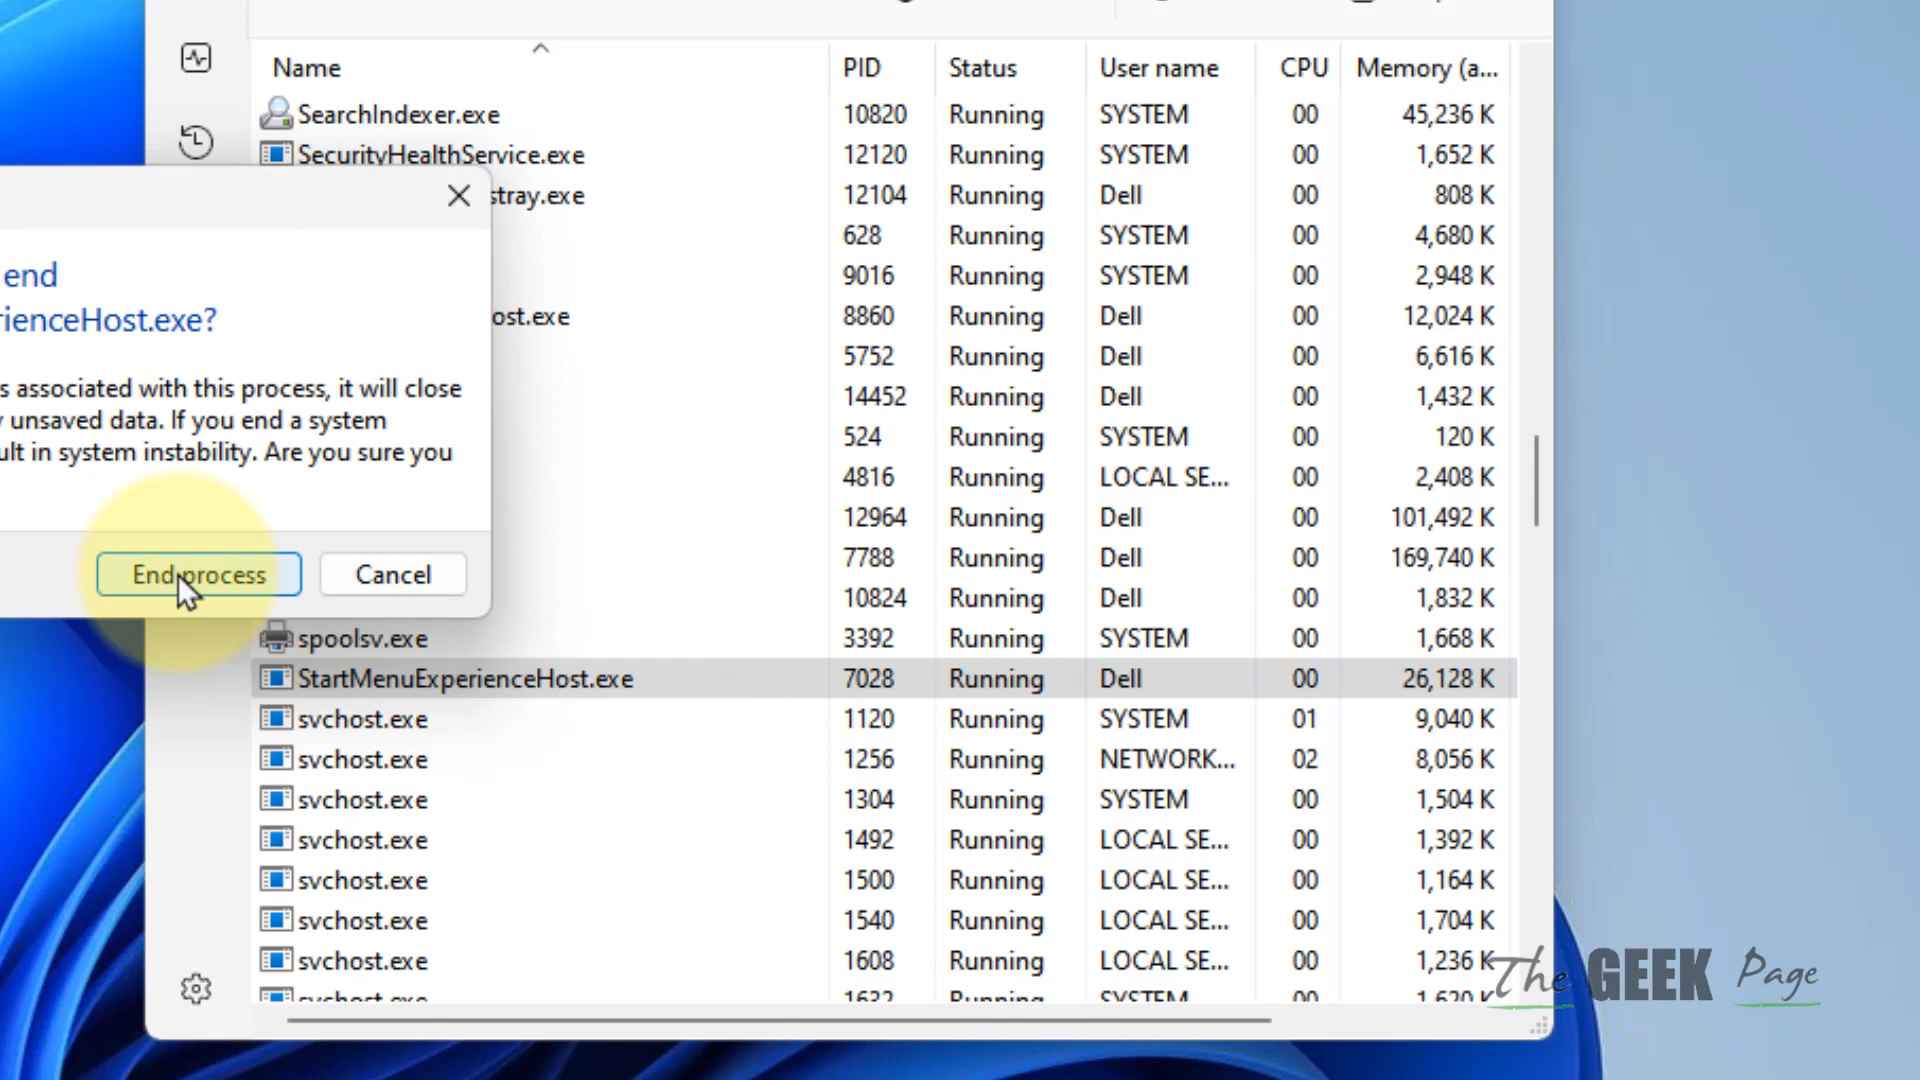 Name PID Status User name CPU Memory (a...
SearchIndexer.exe 10820 Running SYSTEM 00 45,236 K
SecurityHealthService.exe 12120 Running SYSTEM 00 1,652 K
stray.exe 12104 Running Dell 00 808 K
628 Running SYSTEM 00 4,680 K
end
9016 Running SYSTEM 00 2,948 K
rienceHost.exe?
ost.exe 8860 Running Dell 00 12,024 K
5752 Running Dell 00 6,616 K
s associated with this process, it will close
14452 Running Dell 00 1,432 K
unsaved data. If you end a system
524 Running SYSTEM 00 120 K
ult in system instability. Are you sure you
4816 Running LOCAL SE... 00 2,408 K
12964 Running Dell 00 101,492 K
7788 Running Dell 00 169,740 K
End process Cancel
10824 Running Dell 00 1,832 K
spoolsv.exe 3392 Running SYSTEM 00 1,668 K
StartMenuExperienceHost.exe 7028 Running Dell 00 26,128 K
svchost.exe 1120 Running SYSTEM 01 9,040 K
svchost.exe 1256 Running NETWORK... 02 8,056 K
svchost.exe 1304 Running SYSTEM 00 1,504 K
svchost.exe 1492 Running LOCAL SE... 00 1,392 K
svchost.exe 1500 Running LOCAL SE... 00 1,164 K
svchost.exe 1540 Running LOCAL SE... 00 1,704 K
svchost.exe 1608 Running LOCAL SE... 00 1,236 K
The GEEK Page
svchost.exe 1632 Running SYSTEM 00 1,620 K